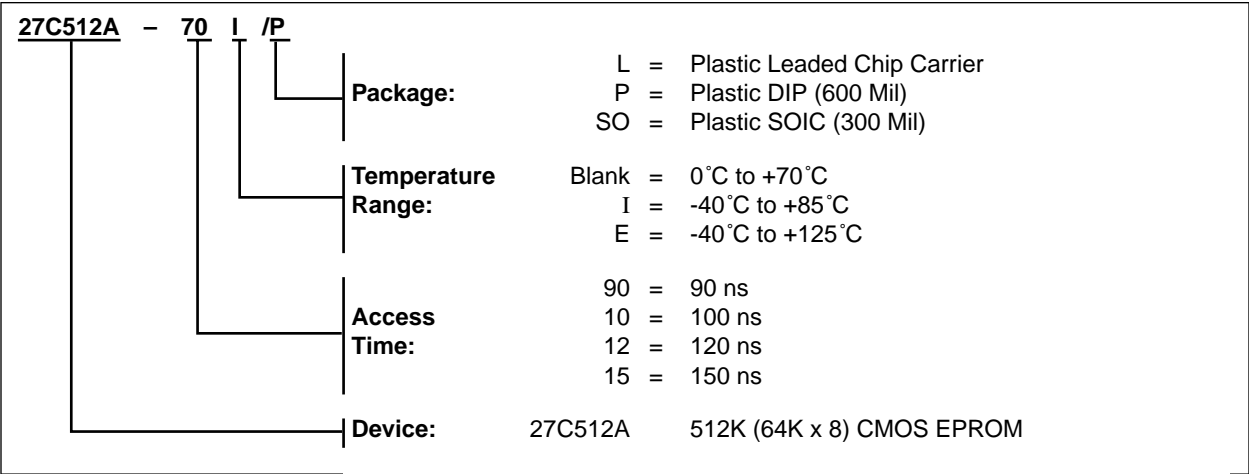 27C512A – 70 I /P
L = Plastic Leaded Chip Carrier
Package: P = Plastic DIP (600 Mil)
SO = Plastic SOIC (300 Mil)
Temperature Blank = 0˚C to +70˚C
Range: I = -40˚C to +85˚C
E = -40˚C to +125˚C
90 = 90 ns
Access 10 = 100 ns
Time: 12 = 120 ns
15 = 150 ns
Device: 27C512A 512K (64K x 8) CMOS EPROM